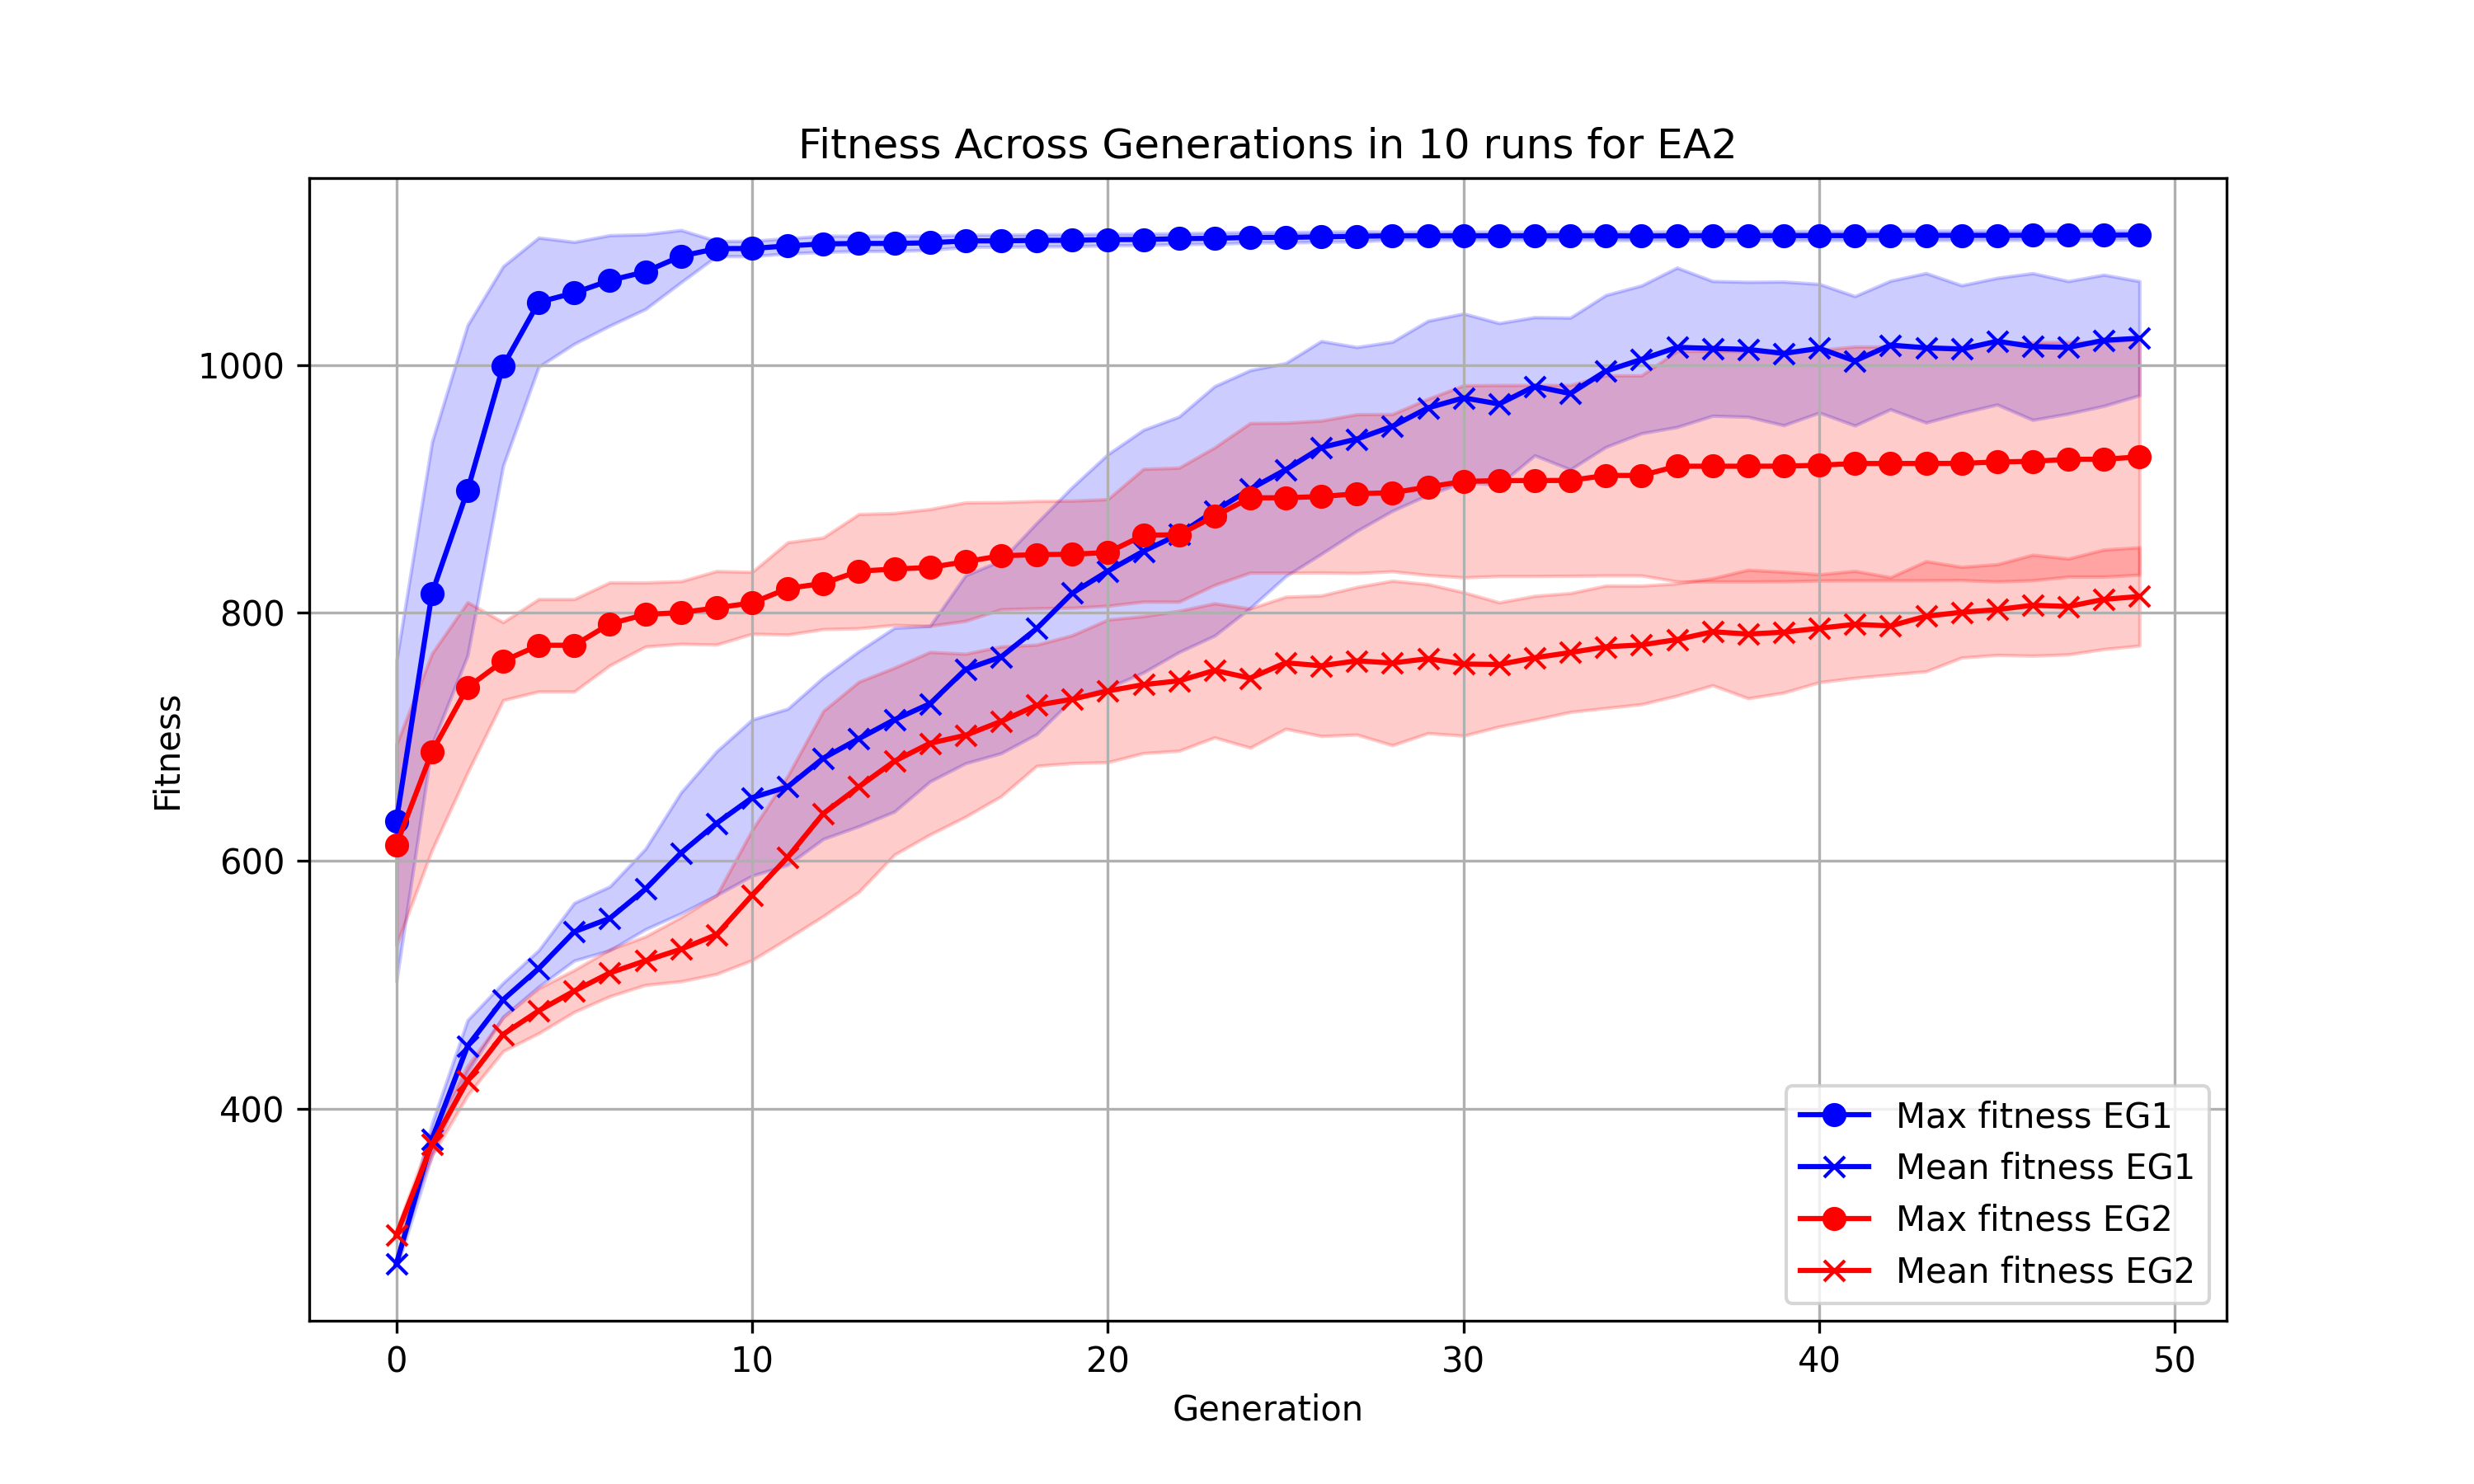 Fitness Across Generations in 10 runs for EA2
Fitness
1000
800
600
400
0 10 20 30 40 50
Generation
Max fitness EG1
Mean fitness EG1
Max fitness EG2
Mean fitness EG2